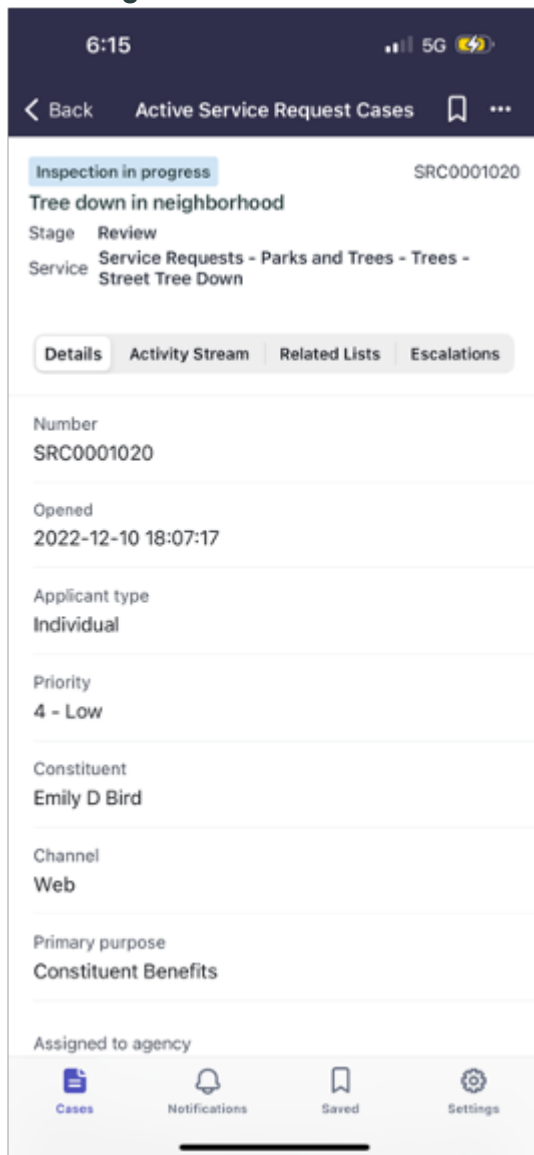 6:15 5G
Back Active Service Request Cases
Inspection in progress SRC0001020
Tree down in neighborhood
Stage Review
Service Service Requests - Parks and Trees - Trees -
Street Tree Down
Details Activity Stream Related Lists Escalations
Number
SRC0001020
Opened
2022-12-10 18:07:17
Applicant type
Individual
Priority
4 - Low
Constituent
Emily D Bird
Channel
Web
Primary purpose
Constituent Benefits
Assigned to agency
Cases Notifications Saved Settings